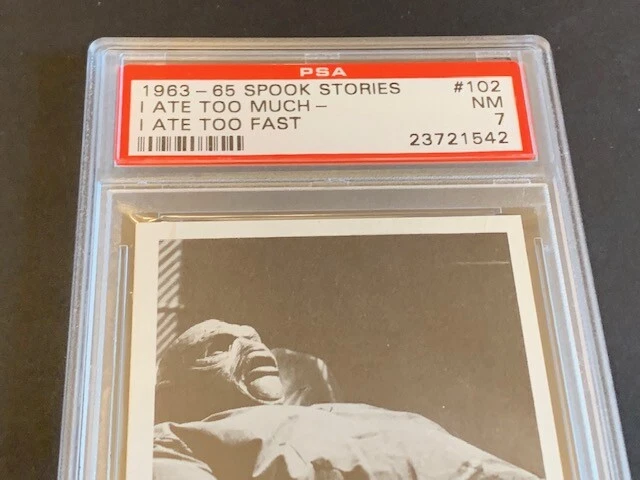 PSA
1963-65 SPOOK STORIES #102
I ATE TOO MUCH- NM
I ATE TOO FAST 7
23721542